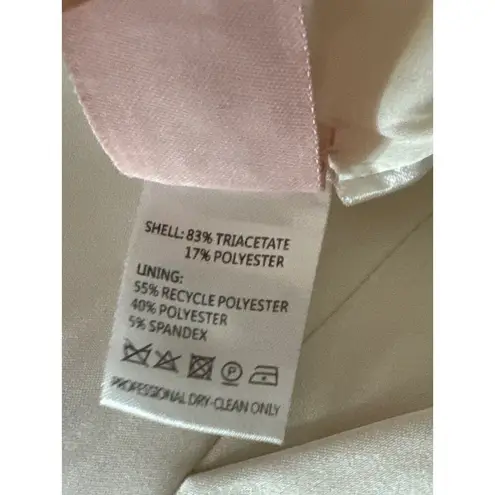 SHELL: 83% TRIACETATE
17% POLYESTER
LINING:
55% RECYCLE POLYESTER
40% POLYESTER
5% SPANDEX
P
PROFESSIONAL DRY-CLEAN ONLY